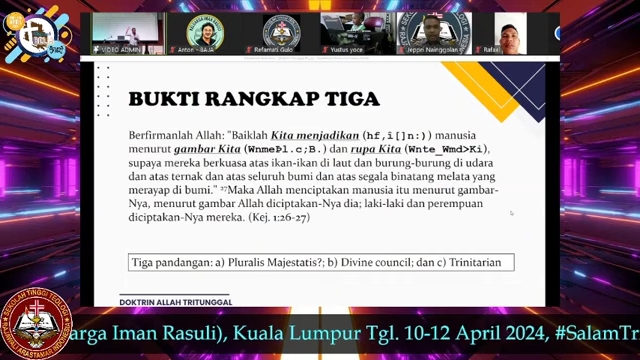 VIDEO ADMIN
Anton - BAJA
Refamati Gulo
Yustus yoce
Jeppri Nainggolan
Rafael
BUKTI RANGKAP TIGA
Berfirmanlah Allah: "Baiklah Kita menjadikan (hf,i[]n:)) manusia
menurut gambar Kita (WnmeÞl.c;B.) dan rupa Kita (Wnte_Wmd>Ki),
supaya mereka berkuasa atas ikan-ikan di laut dan burung-burung di udara
dan atas ternak dan atas seluruh bumi dan atas segala binatang melata yang
merayap di bumi." 27Maka Allah menciptakan manusia itu menurut gambar-
Nya, menurut gambar Allah diciptakan-Nya dia; laki-laki dan perempuan
diciptakan-Nya mereka. (Kej. 1:26-27)
Tiga pandangan: a) Pluralis Majestatis?; b) Divine council; dan c) Trinitarian
DOKTRIN ALLAH TRITUNGGAL
arga Iman Rasuli), Kuala Lumpur Tgl. 10-12 April 2024, #SalamTr